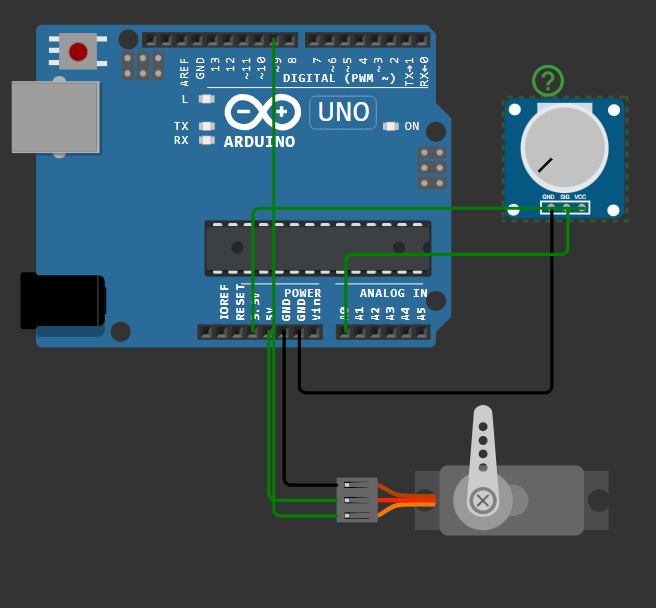 AREF
GND
13
12
~11
~10
~9
8
7
~6
~5
4
~3
2
TX→1
RX←0
DIGITAL (PWM ~)
L
TX
RX
UNO
ON
ARDUINO
?
GND SIG VCC
POWER
ANALOG IN
IOREF
RESET
3.3V
5V
GND
GND
Vin
A0
A1
A2
A3
A4
A5